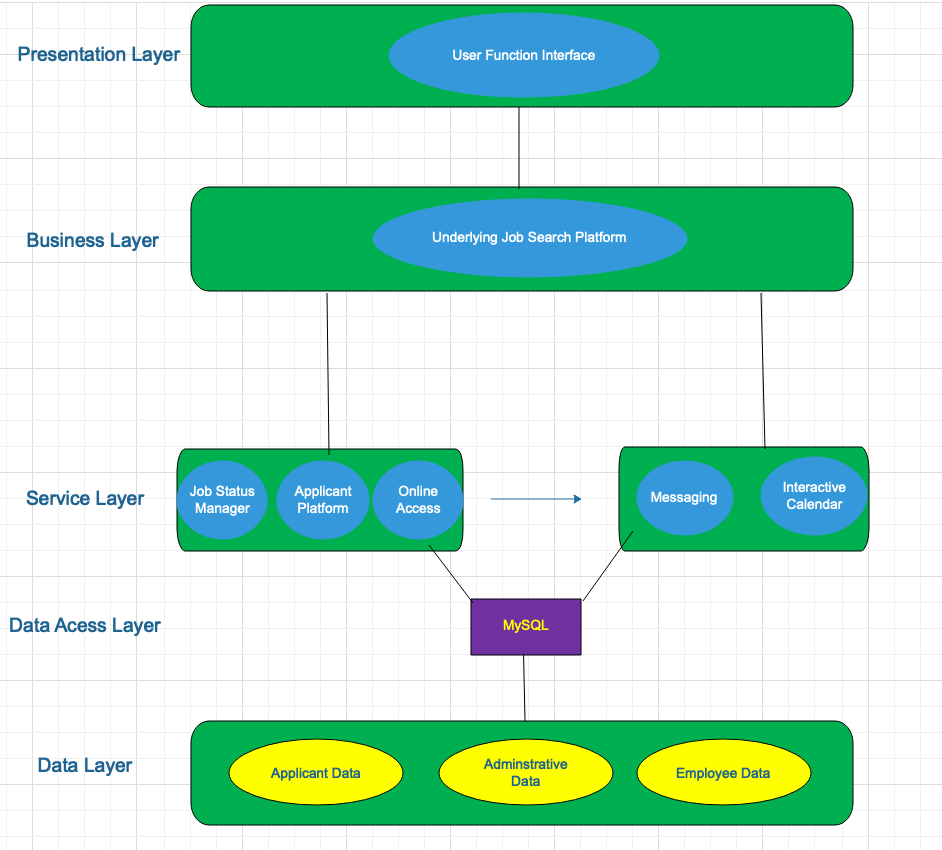 Presentation Layer
User Function Interface
Business Layer
Underlying Job Search Platform
Service Layer
Job Status
Manager
Applicant
Platform
Online
Access
Messaging
Interactive
Calendar
Data Acess Layer
MySQL
Data Layer
Applicant Data
Adminstrative
Data
Employee Data